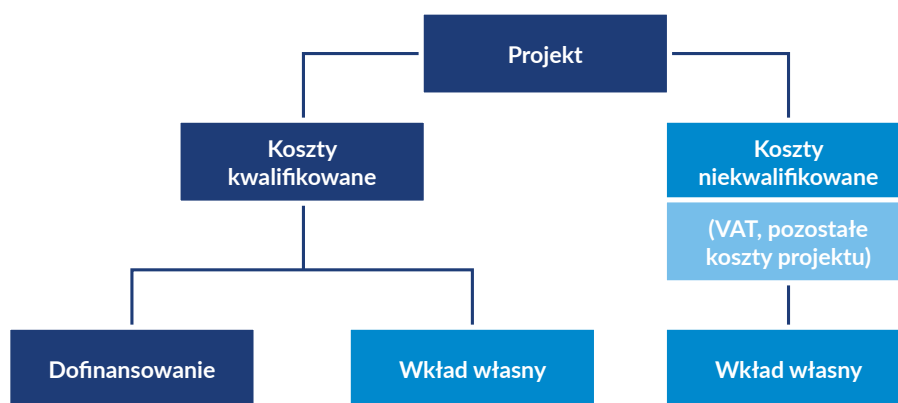 Projekt
Koszty
kwalifikowane
Koszty
niekwalifikowane
(VAT, pozostałe
koszty projektu)
Dofinansowanie
Wkład własny
Wkład własny